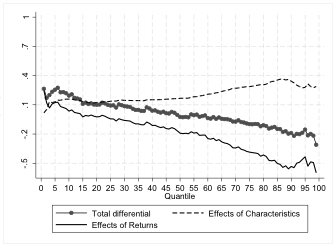 1
.7
.4
.1
-.2
-.5
0 5 10 15 20 25 30 35 40 45 50 55 60 65 70 75 80 85 90 95 100
Quantile
Total differential
Effects of Characteristics
Effects of Returns